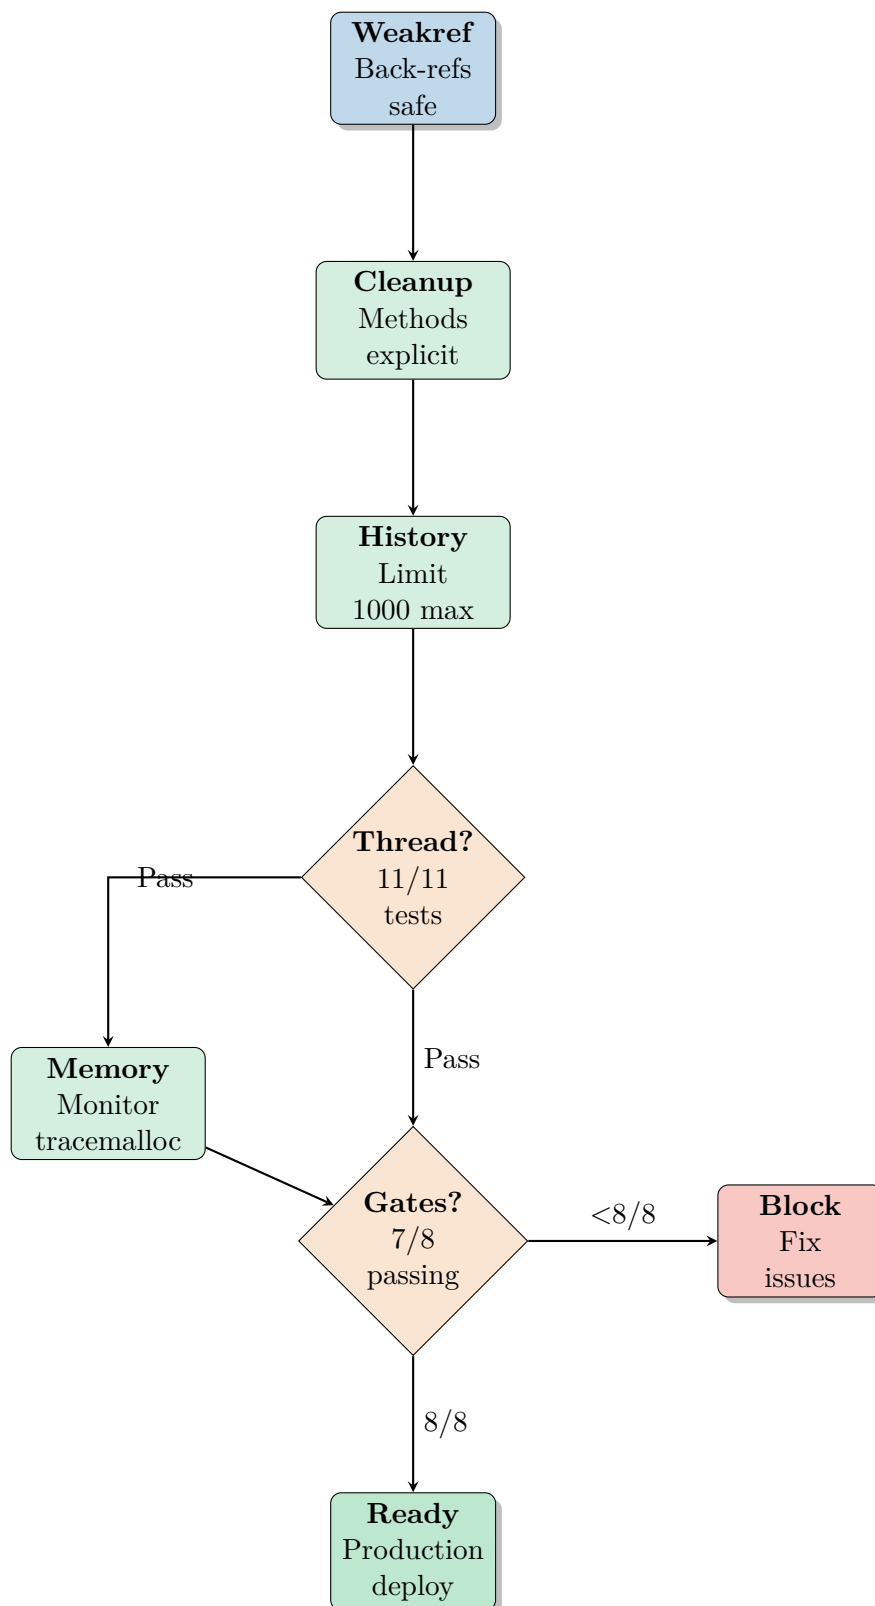 Weakref
Back-refs
safe
Cleanup
Methods
explicit
History
Limit
1000 max
Thread?
11/11
tests
Pass
Pass
Memory
Monitor
tracemalloc
Gates?
7/8
passing
<8/8
Block
Fix
issues
8/8
Ready
Production
deploy